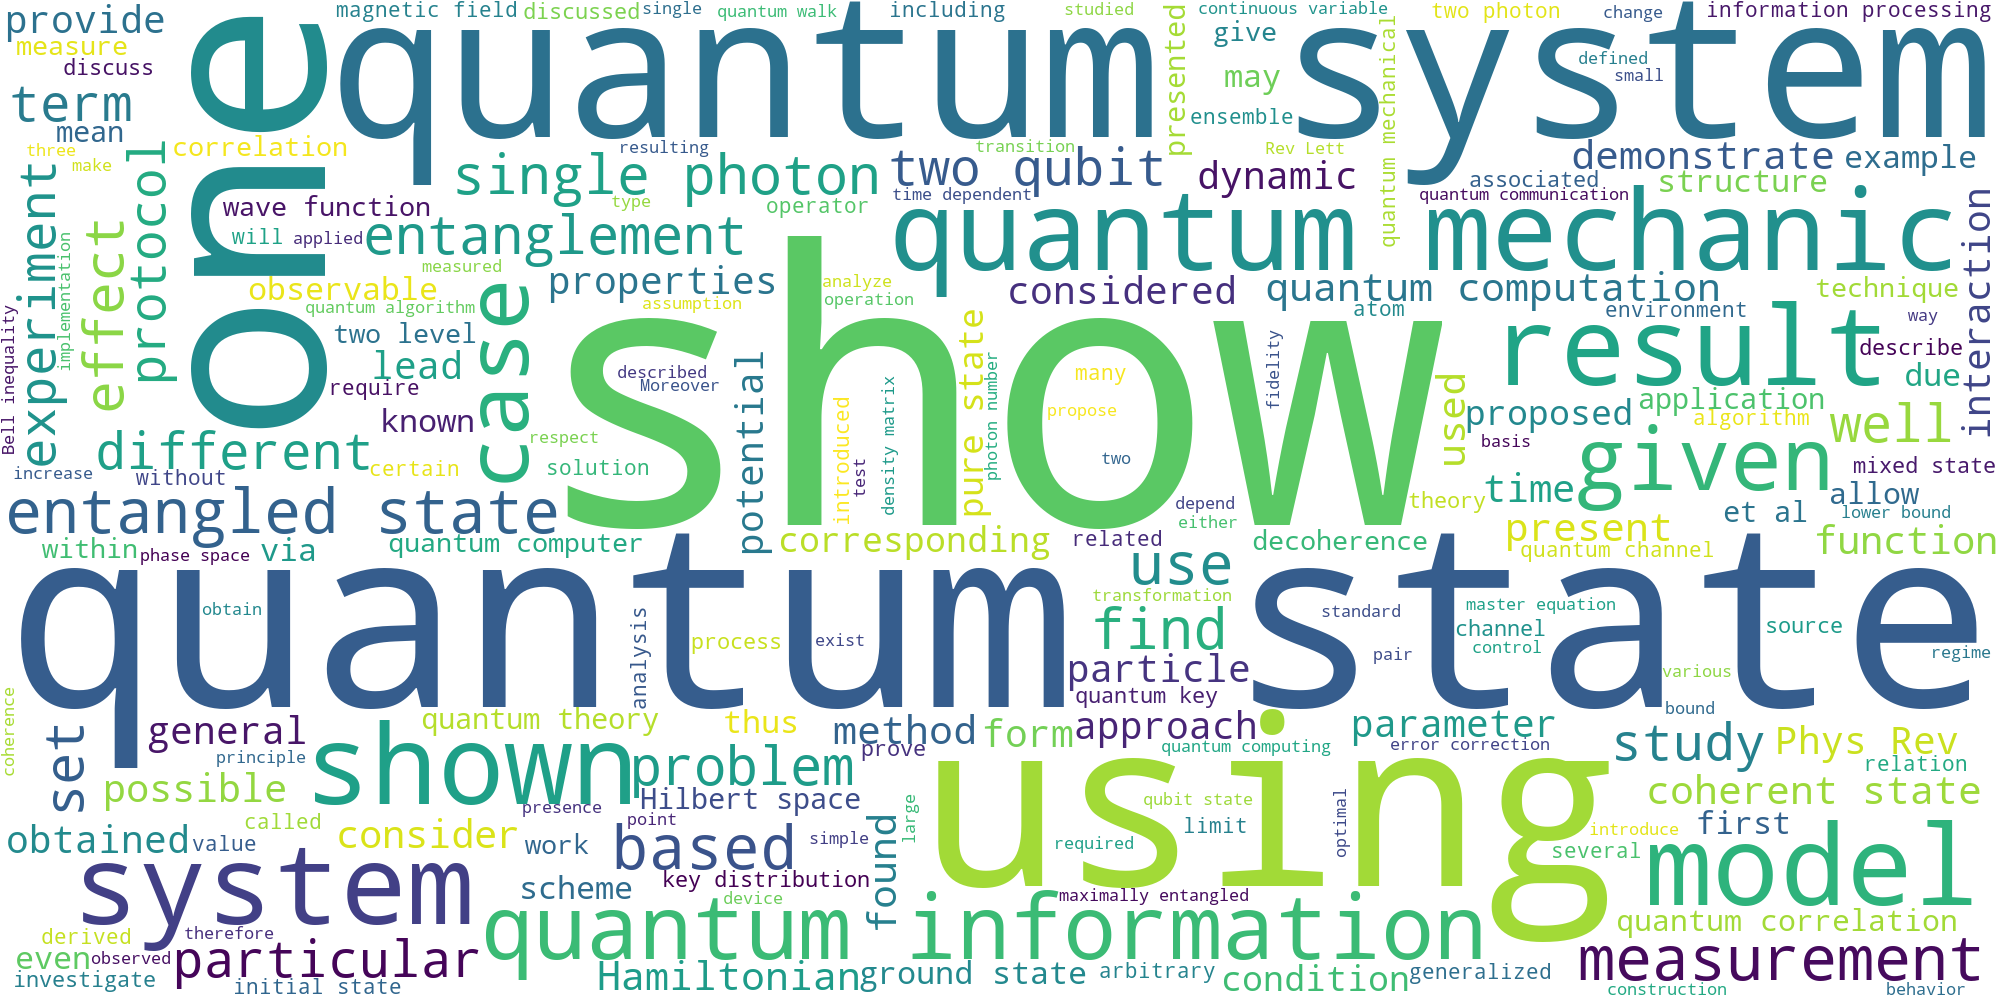 provide
magnetic field
discussed
single
quantum walk
including
studied
continuous variable
two photon
change
information processing
measure
discuss
one
quantum system
presented
give
may
ensemble
quantum mechanical
defined
small
term
mean
three
make
correlation
protocol
resulting
single photon
type
transition
two qubit
time dependent
Rev Lett
dynamic
demonstrate
example
associated
structure
quantum communication
experiment
effect
wave function
will
applied
entanglement
operator
quantum mechanic
interaction
measured
observable
quantum algorithm
properties
assumption
analyze
operation
considered
quantum computation
atom
environment
technique
way
Bell inequality
implementation
two level
lead
require
known
case
show
described
Moreover
potential
introduced
test
density matrix
pure state
photon number
many
propose
two
fidelity
used
result
describe
due
proposed
application
algorithm
basis
well
given
mixed state
different
increase
without
certain
respect
solution
entangled state
within
phase space
via
quantum computer
corresponding
related
depend
either
decoherence
theory
time
present
quantum channel
et al
allow
lower bound
function
quantum state
use
transformation
find
obtain
analysis
process
exist
standard
master equation
channel
control
source
pair
various
regime
bound
particle
quantum key
approach
coherence
set
general
principle
quantum theory
thus
method
prove
form
quantum computing
parameter
error correction
study
Phys Rev
relation
possible
shown
problem
Hilbert space
presence
point
using
qubit state
limit
required
optimal
coherent state
introduce
first
several
obtained
value
called
consider
work
based
simple
found
large
model
system
scheme
key distribution
device
maximally entangled
quantum information
quantum correlation
derived
therefore
even
observed
particular
investigate
initial state
Hamiltonian
ground state
arbitrary
condition
generalized
measurement
construction
behavior